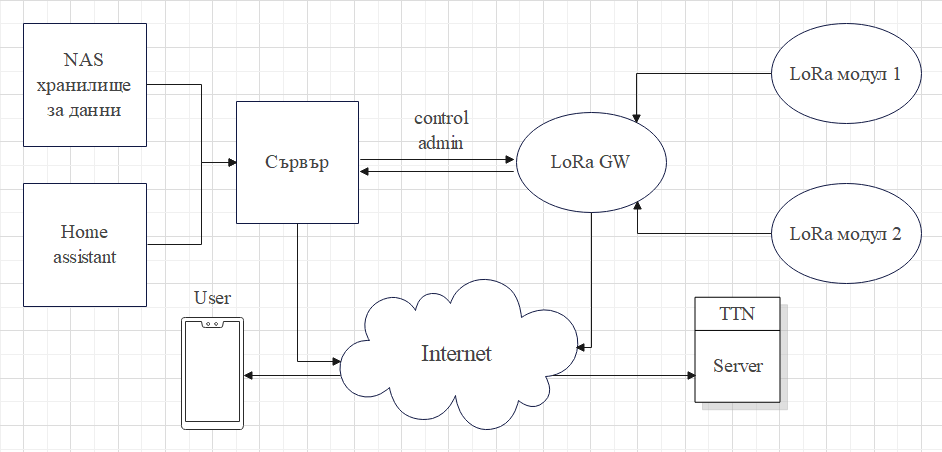 NAS
хранилище
за данни
Home
assistant
Сървър
control
admin
LoRa GW
LoRa модул 1
LoRa модул 2
User
Internet
TTN
Server